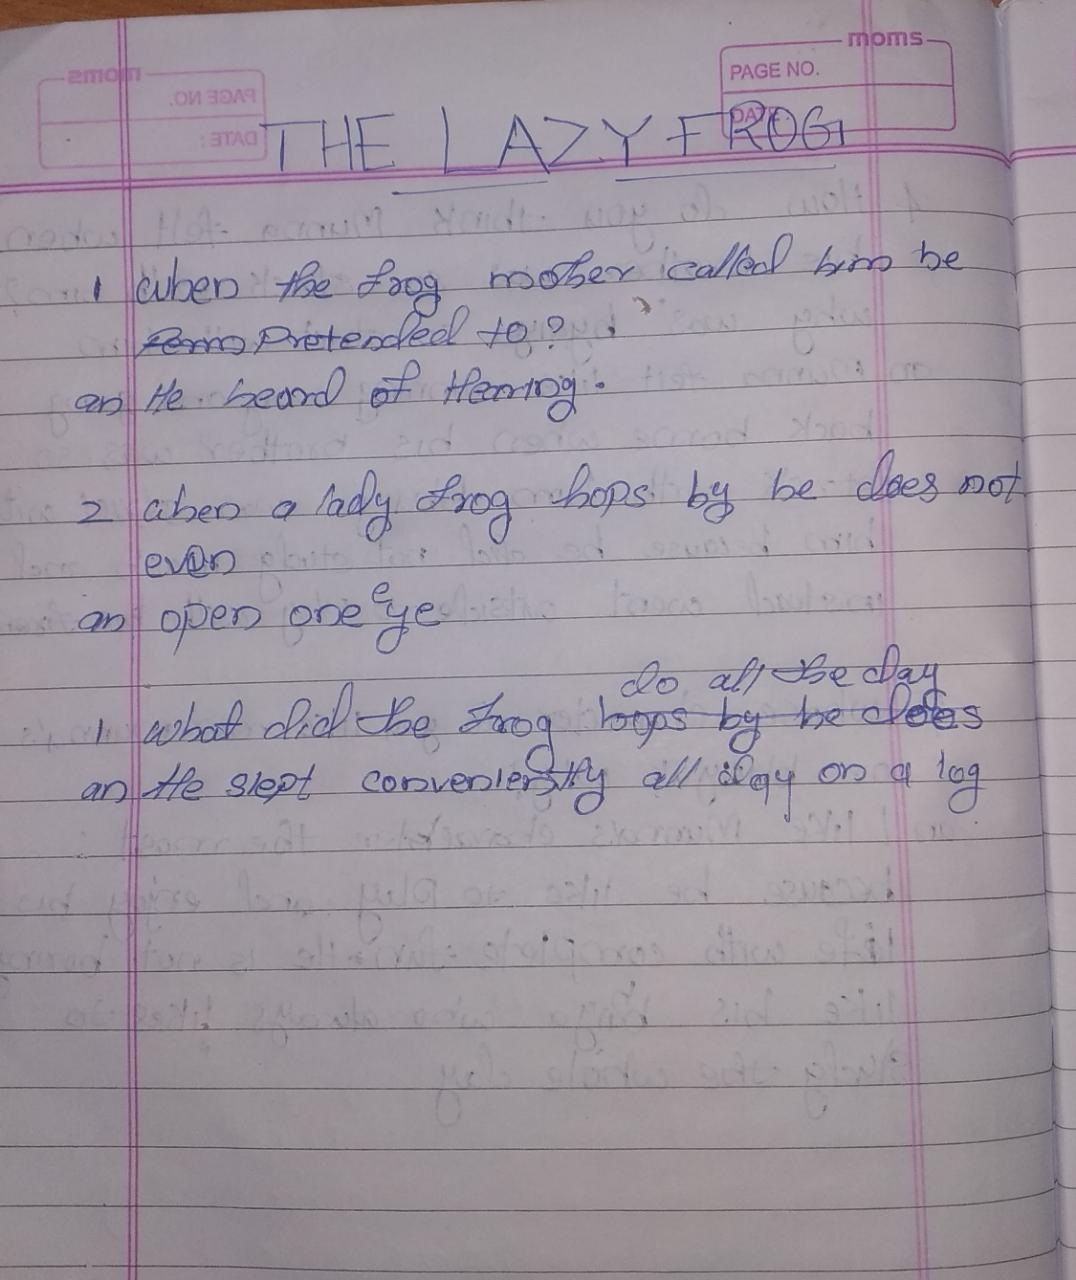 moms
PAGE NO.
DATE:
THE LAZY FROG
1 when the frog mother called him he
Pretended to?
an He heard of Hearing.
2 when a lady frog hops by he does not
even
an open one eye
do all the day
1 what did the frog hops by he does
an He slept conveniently all day on a log